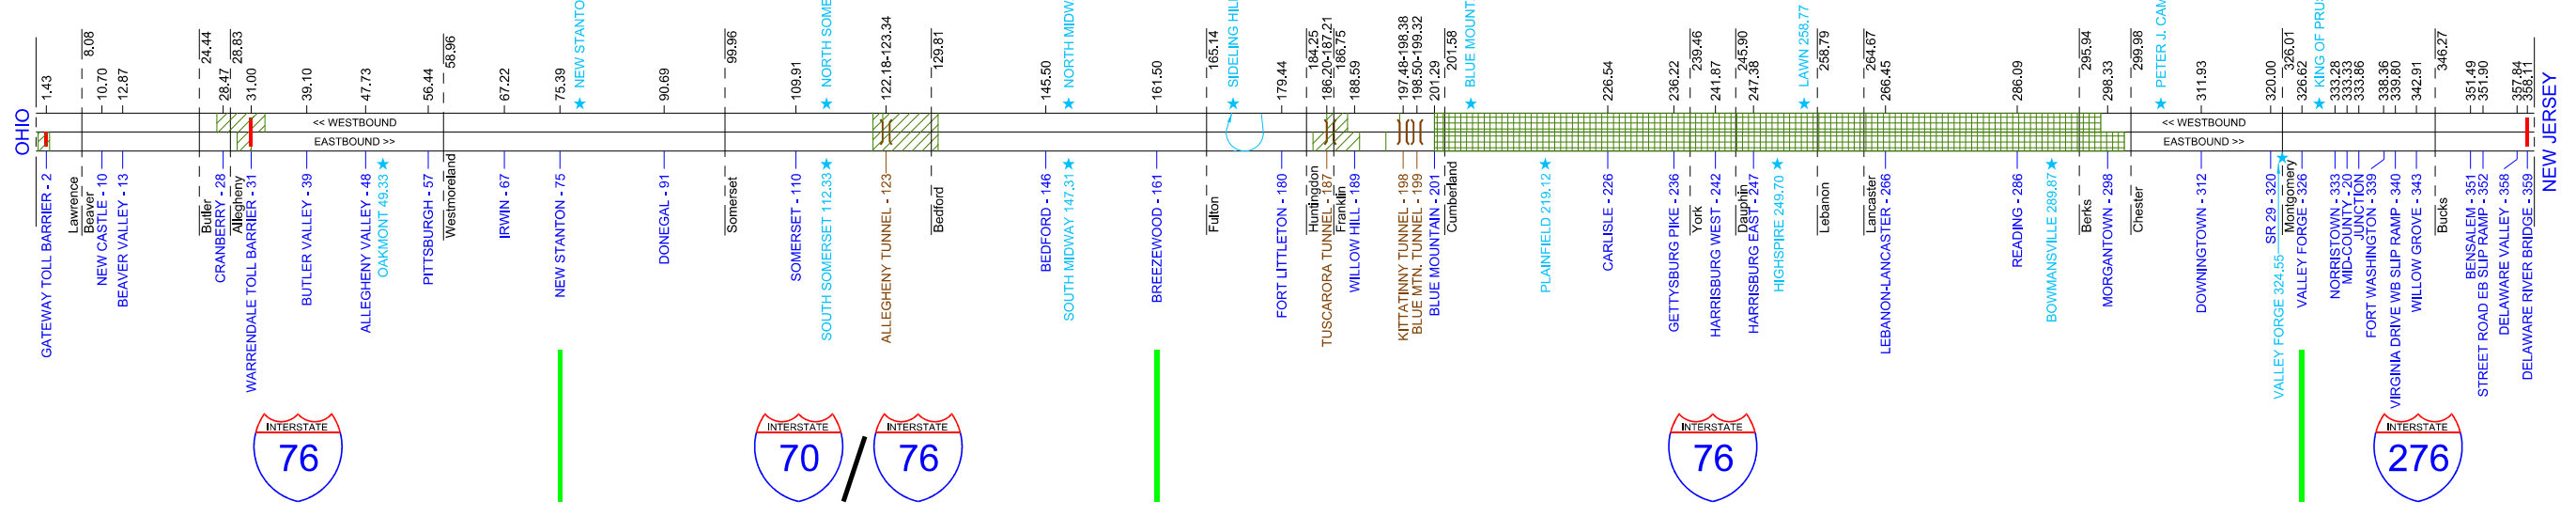 OHIO
1.43
8.08
10.70
12.87
24.44
28.47
28.83
31.00
39.10
47.73
56.44
58.96
67.22
75.39
★ NEW STANTO
90.69
99.96
109.91
★ NORTH SOME
122.18-123.34
129.81
145.50
★ NORTH MIDW
161.50
165.14
★ SIDELING HIL
179.44
184.25
186.20-187.21
186.75
188.59
197.48-198.38
198.50-199.32
201.29
201.58
★ BLUE MOUNT
226.54
236.22
239.46
241.87
245.90
247.38
★ LAWN 258.77
258.79
264.67
266.45
286.09
295.94
298.33
299.98
★ PETER J. CAM
311.93
320.00
326.01
326.62
★ KING OF PRUS
333.28
333.33
333.86
338.36
339.80
342.91
346.27
351.49
351.90
357.84
358.11
NEW JERSEY
<< WESTBOUND
EASTBOUND >>
<< WESTBOUND
EASTBOUND >>
GATEWAY TOLL BARRIER - 2
Lawrence
Beaver
NEW CASTLE - 10
BEAVER VALLEY - 13
Butler
CRANBERRY - 28
Allegheny
WARRENDALE TOLL BARRIER - 31
BUTLER VALLEY - 39
ALLEGHENY VALLEY - 48
OAKMONT 49.33 ★
PITTSBURGH - 57
Westmoreland
IRWIN - 67
NEW STANTON - 75
DONEGAL - 91
Somerset
SOMERSET - 110
SOUTH SOMERSET 112.33 ★
ALLEGHENY TUNNEL - 123
Bedford
BEDFORD - 146
SOUTH MIDWAY 147.31 ★
BREEZEWOOD - 161
Fulton
FORT LITTLETON - 180
Huntingdon
TUSCARORA TUNNEL - 187
Franklin
WILLOW HILL - 189
KITTATINNY TUNNEL - 198
BLUE MTN. TUNNEL - 199
BLUE MOUNTAIN - 201
Cumberland
PLAINFIELD 219.12 ★
CARLISLE - 226
GETTYSBURG PIKE - 236
York
HARRISBURG WEST - 242
Dauphin
HARRISBURG EAST - 247
HIGHSPIRE 249.70 ★
Lebanon
Lancaster
LEBANON-LANCASTER - 266
READING - 286
BOWMANSVILLE 289.87 ★
Berks
MORGANTOWN - 298
Chester
DOWNINGTOWN - 312
SR 29 - 320
VALLEY FORGE 324.55 ★
Montgomery
VALLEY FORGE - 326
NORRISTOWN - 333
MID-COUNTY - 20
JUNCTION
FORT WASHINGTON - 339
VIRGINIA DRIVE WB SLIP RAMP - 340
WILLOW GROVE - 343
Bucks
BENSALEM - 351
STREET ROAD EB SLIP RAMP - 352
DELAWARE VALLEY - 358
DELAWARE RIVER BRIDGE - 359
INTERSTATE
76
INTERSTATE
70
/
INTERSTATE
76
INTERSTATE
76
INTERSTATE
276